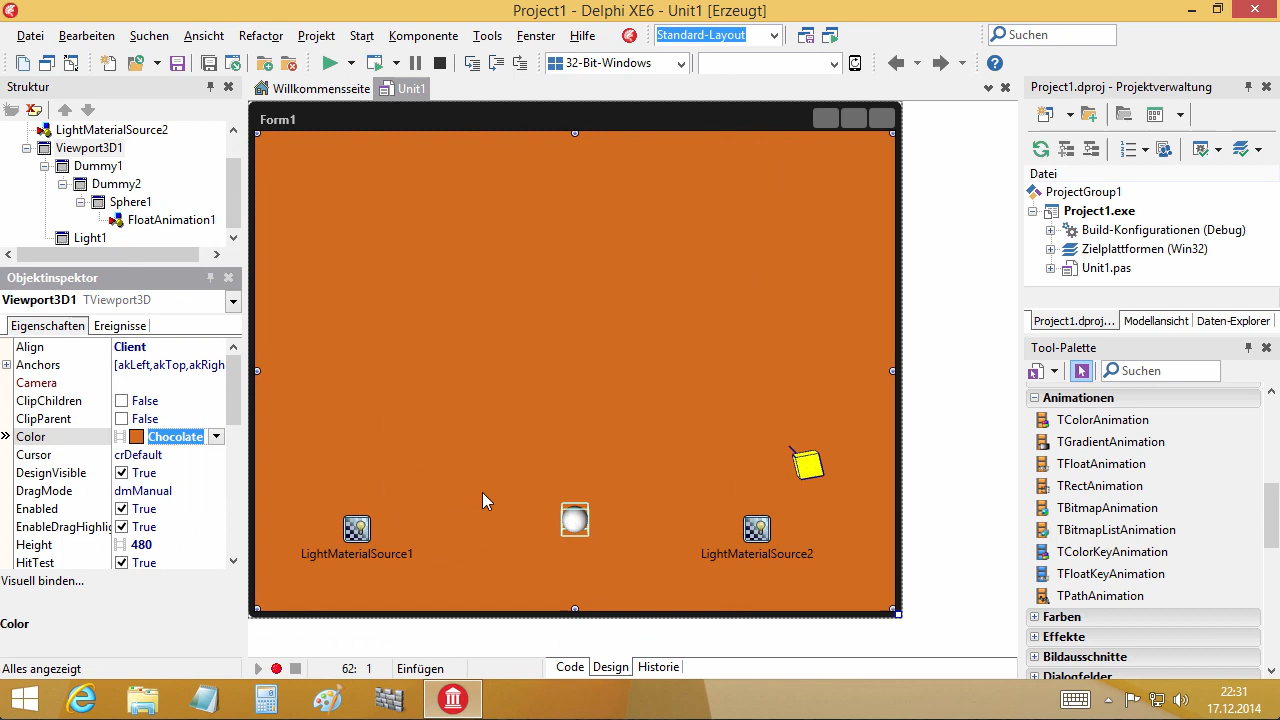 Project1 - Delphi XE6 - Unit1 [Erzeugt]
Datei Bearbeiten Suchen Ansicht Refactor Projekt Start Komponente Tools Fenster Hilfe Standard-Layout Suchen
32-Bit-Windows
Struktur
Willkommensseite Unit1
Project1.dproj - Projektverwaltung
LightMaterialSource2
Viewport3D1
Dummy1
Dummy2
Sphere1
FloatAnimation1
Light1
Objektinspektor
Viewport3D1 TViewport3D
Eigenschaften Ereignisse
Align Client
Anchors [akLeft,akTop,akRigh
Camera
ClipChildren False
ClipParent False
Color Chocolate
Cursor crDefault
DesignVisible True
DragMode dmManual
Enabled True
EnableDragHighlig True
Height 480
HitTest True
Visuell binden...
Color
Alles angezeigt
Form1
LightMaterialSource1
LightMaterialSource2
62: 1 Einfügen
Code Design Historie
Datei
ProjectGroup1
Project1.exe
Build-Konfigurationen (Debug)
Zielplattformen (Win32)
Unit1.pas
Project1.dproj... Modellansicht Daten-Explorer
Tool-Palette
Suchen
Animationen
TColorAnimation
TGradientAnimation
TFloatAnimation
TRectAnimation
TBitmapAnimation
TBitmapListAnimation
TColorKeyAnimation
TFloatKeyAnimation
TPathAnimation
Farben
Effekte
Bildausschnitte
Dialogfelder
22:31
17.12.2014